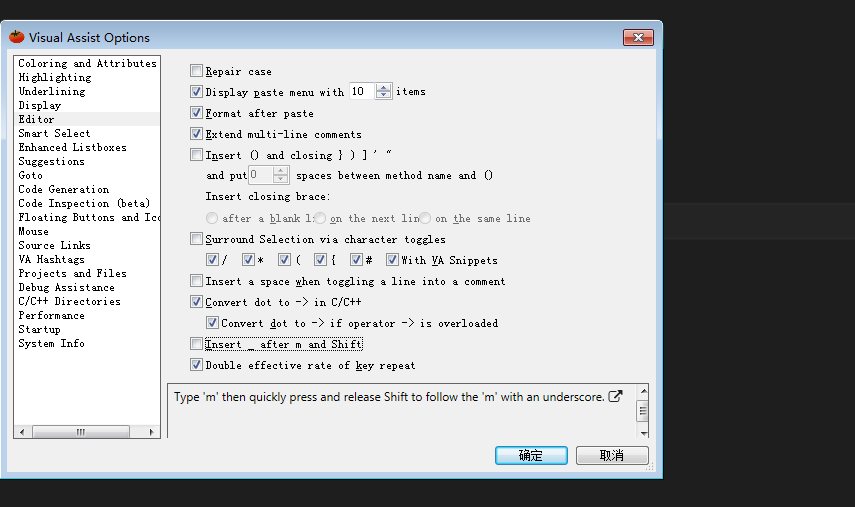 Visual Assist Options
Coloring and Attributes
Highlighting
Underlining
Display
Editor
Smart Select
Enhanced Listboxes
Suggestions
Goto
Code Generation
Code Inspection (beta)
Floating Buttons and Ico
Mouse
Source Links
VA Hashtags
Projects and Files
Debug Assistance
C/C++ Directories
Performance
Startup
System Info
Repair case
Display paste menu with 10 items
Format after paste
Extend multi-line comments
Insert () and closing } ) ] ' "
and put 0 spaces between method name and ()
Insert closing brace:
after a blank li on the next lin on the same line
Surround Selection via character toggles
/ * ( { # With VA Snippets
Insert a space when toggling a line into a comment
Convert dot to -> in C/C++
Convert dot to -> if operator -> is overloaded
Insert _ after m and Shift
Double effective rate of key repeat
Type 'm' then quickly press and release Shift to follow the 'm' with an underscore.
确定 取消